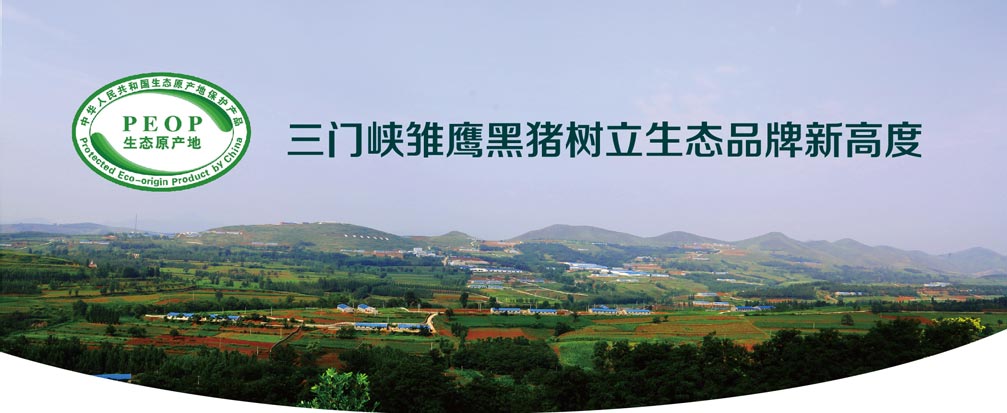 中华人民共和国生态原产地保护产品
PEOP
生态原产地
Protected Eco-origin Product by China
三门峡雏鹰黑猪树立生态品牌新高度